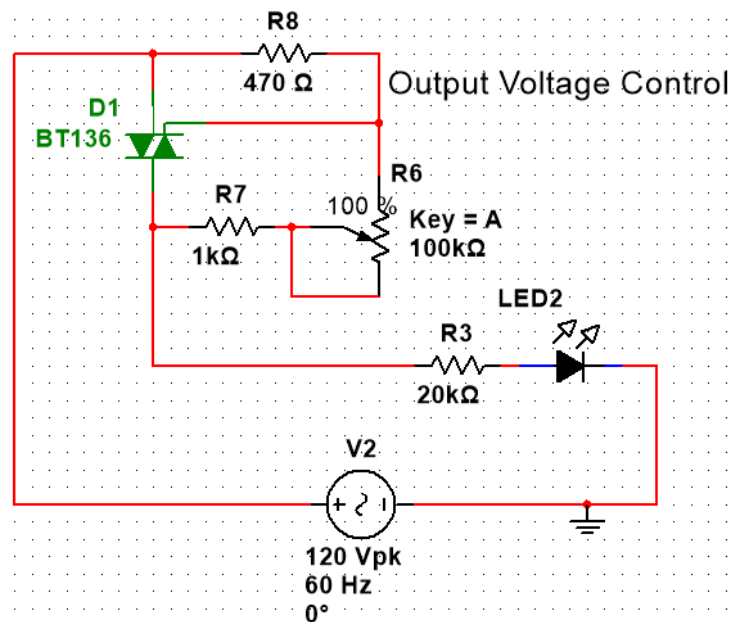 R8
470 Ω
Output Voltage Control
D1
BT136
R6
R7
100 %
Key = A
1kΩ
100kΩ
LED2
R3
20kΩ
V2
+
120 Vpk
60 Hz
0°